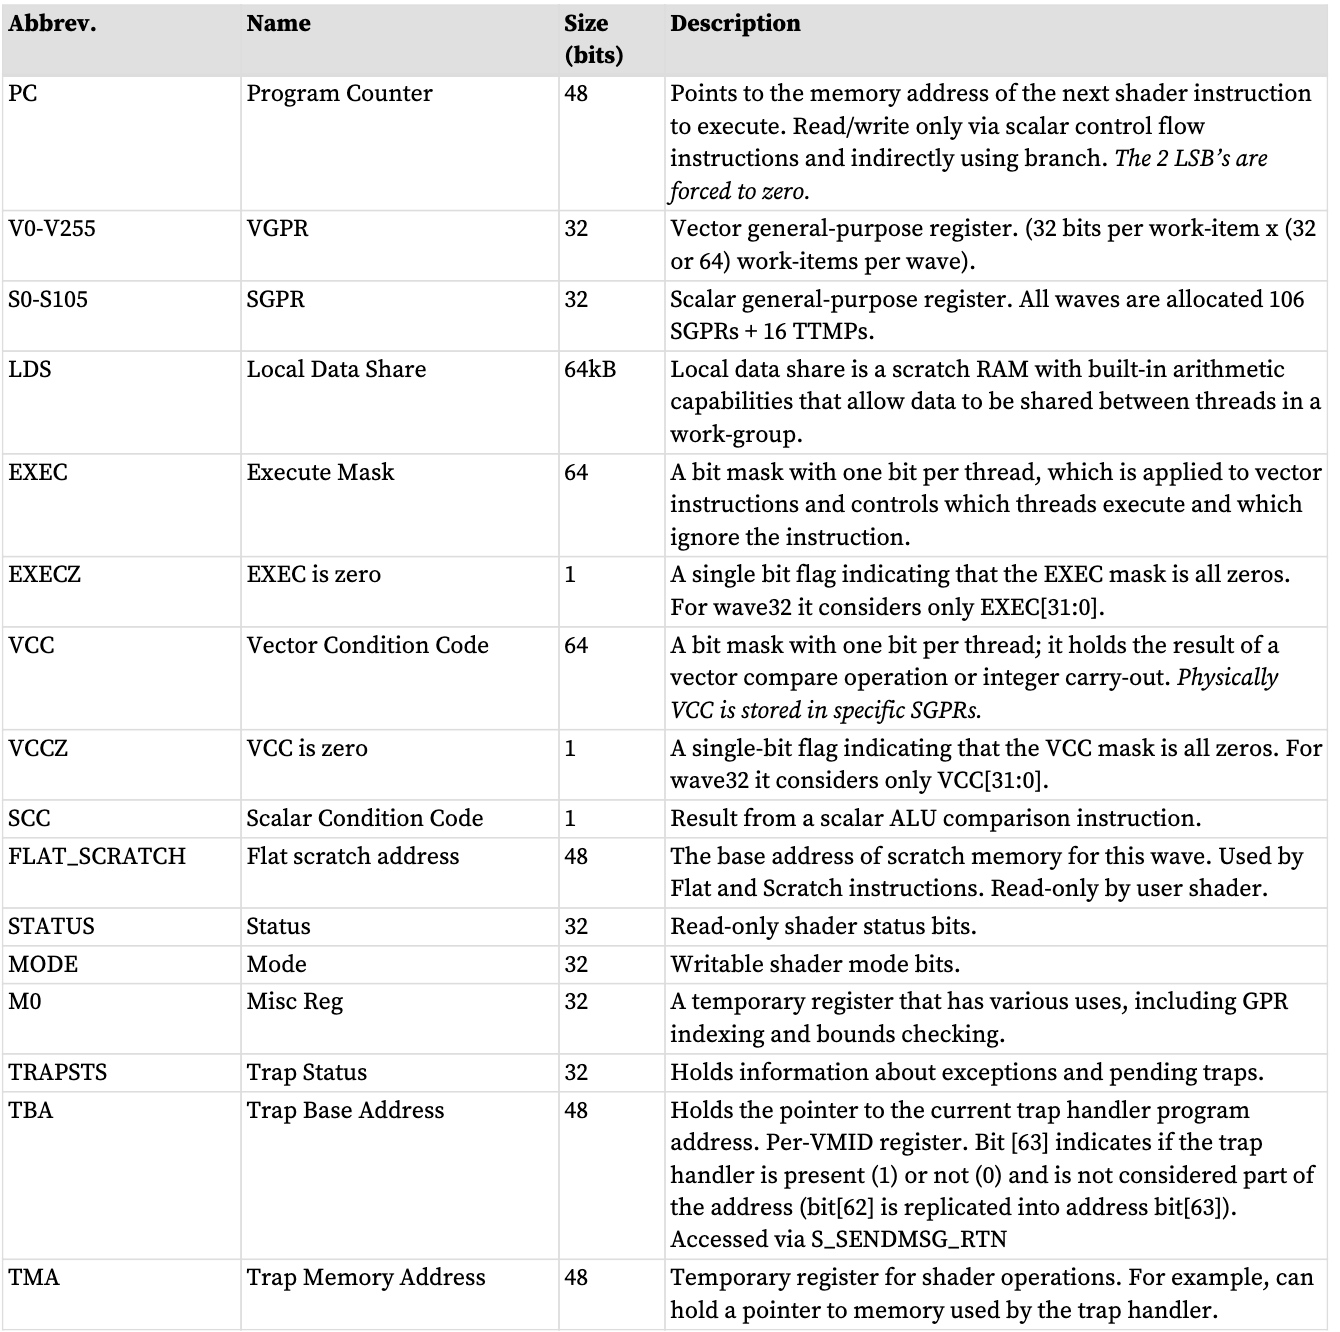 Abbrev. Name Size (bits) Description
PC Program Counter 48 Points to the memory address of the next shader instruction
to execute. Read/write only via scalar control flow
instructions and indirectly using branch. The 2 LSB’s are
forced to zero.
V0-V255 VGPR 32 Vector general-purpose register. (32 bits per work-item x (32
or 64) work-items per wave).
S0-S105 SGPR 32 Scalar general-purpose register. All waves are allocated 106
SGPRs + 16 TTMPs.
LDS Local Data Share 64kB Local data share is a scratch RAM with built-in arithmetic
capabilities that allow data to be shared between threads in a
work-group.
EXEC Execute Mask 64 A bit mask with one bit per thread, which is applied to vector
instructions and controls which threads execute and which
ignore the instruction.
EXECZ EXEC is zero 1 A single bit flag indicating that the EXEC mask is all zeros.
For wave32 it considers only EXEC[31:0].
VCC Vector Condition Code 64 A bit mask with one bit per thread; it holds the result of a
vector compare operation or integer carry-out. Physically
VCC is stored in specific SGPRs.
VCCZ VCC is zero 1 A single-bit flag indicating that the VCC mask is all zeros. For
wave32 it considers only VCC[31:0].
SCC Scalar Condition Code 1 Result from a scalar ALU comparison instruction.
FLAT_SCRATCH Flat scratch address 48 The base address of scratch memory for this wave. Used by
Flat and Scratch instructions. Read-only by user shader.
STATUS Status 32 Read-only shader status bits.
MODE Mode 32 Writable shader mode bits.
M0 Misc Reg 32 A temporary register that has various uses, including GPR
indexing and bounds checking.
TRAPSTS Trap Status 32 Holds information about exceptions and pending traps.
TBA Trap Base Address 48 Holds the pointer to the current trap handler program
address. Per-VMID register. Bit [63] indicates if the trap
handler is present (1) or not (0) and is not considered part of
the address (bit[62] is replicated into address bit[63]).
Accessed via S_SENDMSG_RTN
TMA Trap Memory Address 48 Temporary register for shader operations. For example, can
hold a pointer to memory used by the trap handler.